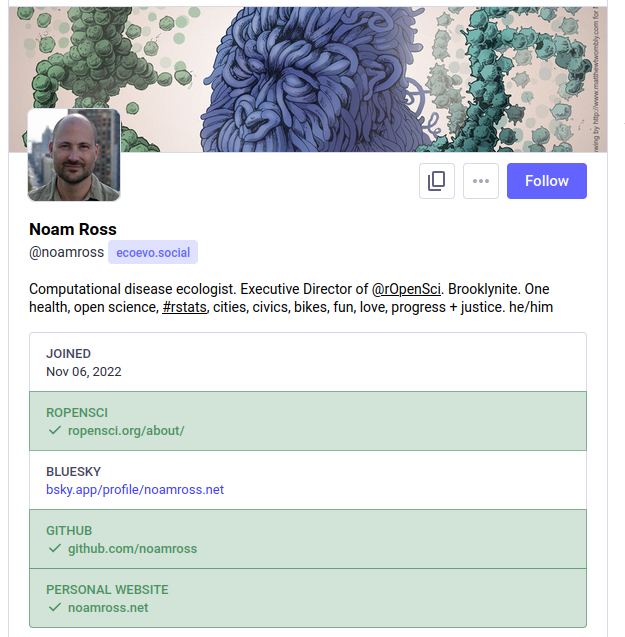 wing by http://www.matthewtwombly.com for
Follow
Noam Ross
@noamross ecoevo.social
Computational disease ecologist. Executive Director of @rOpenSci. Brooklynite. One
health, open science, #rstats, cities, civics, bikes, fun, love, progress + justice. he/him
JOINED
Nov 06, 2022
ROPENSCI
✓ ropensci.org/about/
BLUESKY
bsky.app/profile/noamross.net
GITHUB
✓ github.com/noamross
PERSONAL WEBSITE
✓ noamross.net